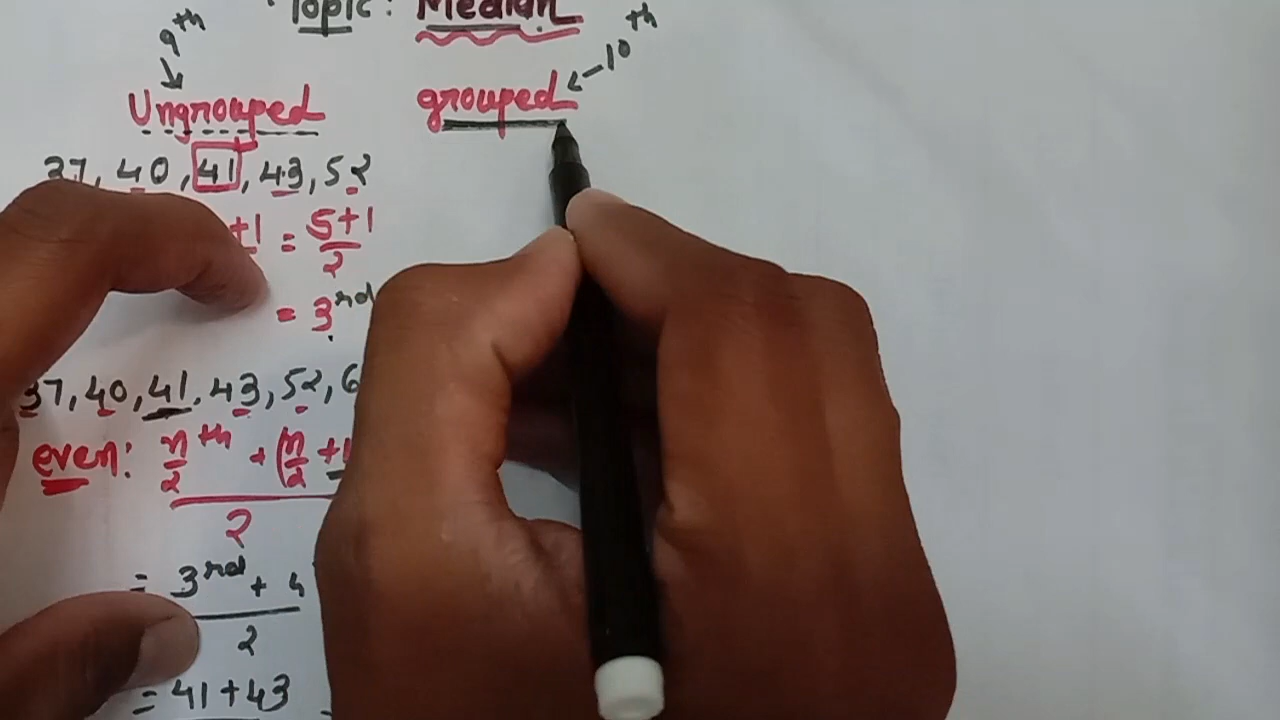 Topic: Median
9th
10th
Ungrouped
grouped
37, 40, 41, 43, 52
+1 = 5+1
2
= 3rd
37, 40, 41, 43, 52, 6
even: n/2 th + (n/2 +1
2
= 3rd + 4
2
= 41+43